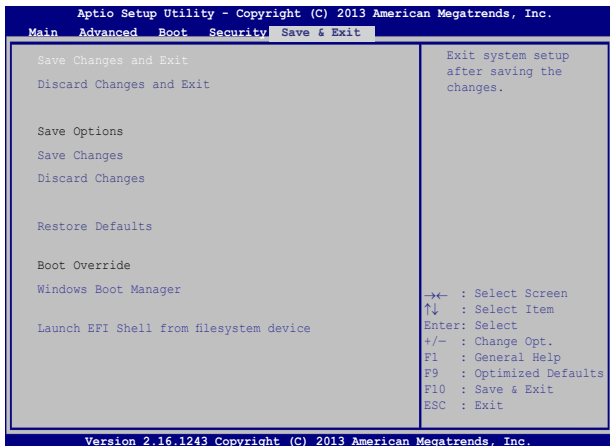 Aptio Setup Utility - Copyright (C) 2013 American Megatrends, Inc.
Main Advanced Boot Security Save & Exit
Save Changes and Exit
Discard Changes and Exit
Save Options
Save Changes
Discard Changes
Restore Defaults
Boot Override
Windows Boot Manager
Launch EFI Shell from filesystem device
Exit system setup
after saving the
changes.
→← : Select Screen
↑↓ : Select Item
Enter: Select
+/— : Change Opt.
F1 : General Help
F9 : Optimized Defaults
F10 : Save & Exit
ESC : Exit
Version 2.16.1243 Copyright (C) 2013 American Megatrends, Inc.